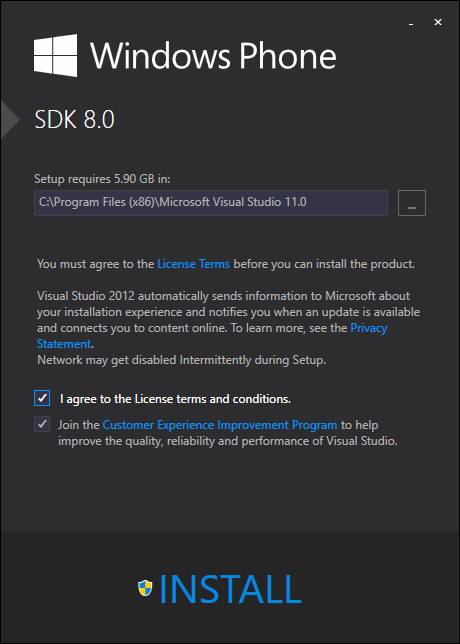 Windows Phone
SDK 8.0
Setup requires 5.90 GB in:
C:\Program Files (x86)\Microsoft Visual Studio 11.0
...
You must agree to the License Terms before you can install the product.
Visual Studio 2012 automatically sends information to Microsoft about
your installation experience and notifies you when an update is available
and connects you to content online. To learn more, see the Privacy
Statement.
Network may get disabled Intermittently during Setup.
I agree to the License terms and conditions.
Join the Customer Experience Improvement Program to help
improve the quality, reliability and performance of Visual Studio.
INSTALL